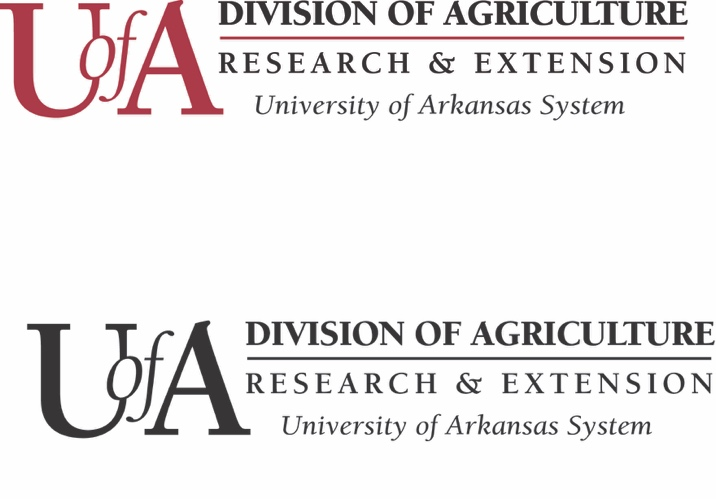 UofA DIVISION OF AGRICULTURE
RESEARCH & EXTENSION
University of Arkansas System
UofA DIVISION OF AGRICULTURE
RESEARCH & EXTENSION
University of Arkansas System